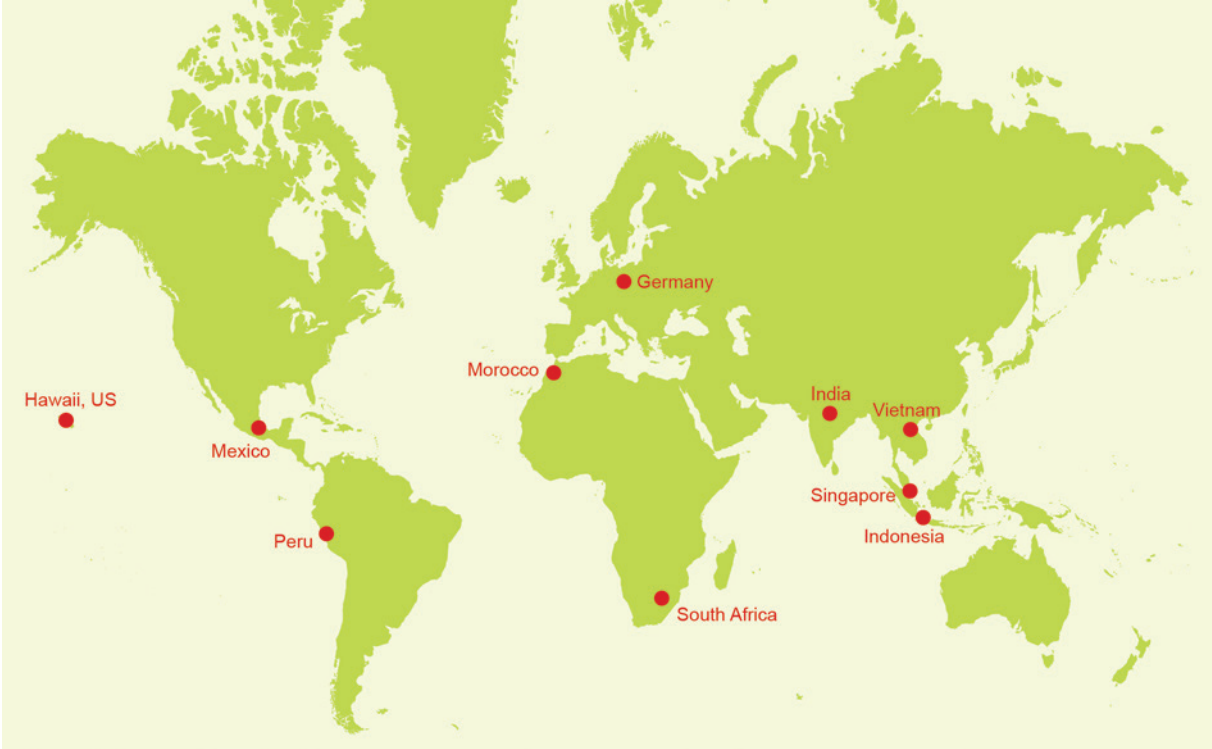 Germany
Morocco
Hawaii, US
India
Vietnam
Mexico
Singapore
Indonesia
Peru
South Africa